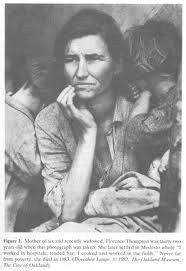 Figure 1. Mother of six and recently widowed, Florence Thompson was thirty-two
years old when this photograph was taken. She later settled in Modesto where "I
worked in hospitals, tended bar, I cooked and worked in the fields." Never far
from poverty, she died in 1983. (Dorothea Lange, © 1982, The Oakland Museum,
The City of Oakland).